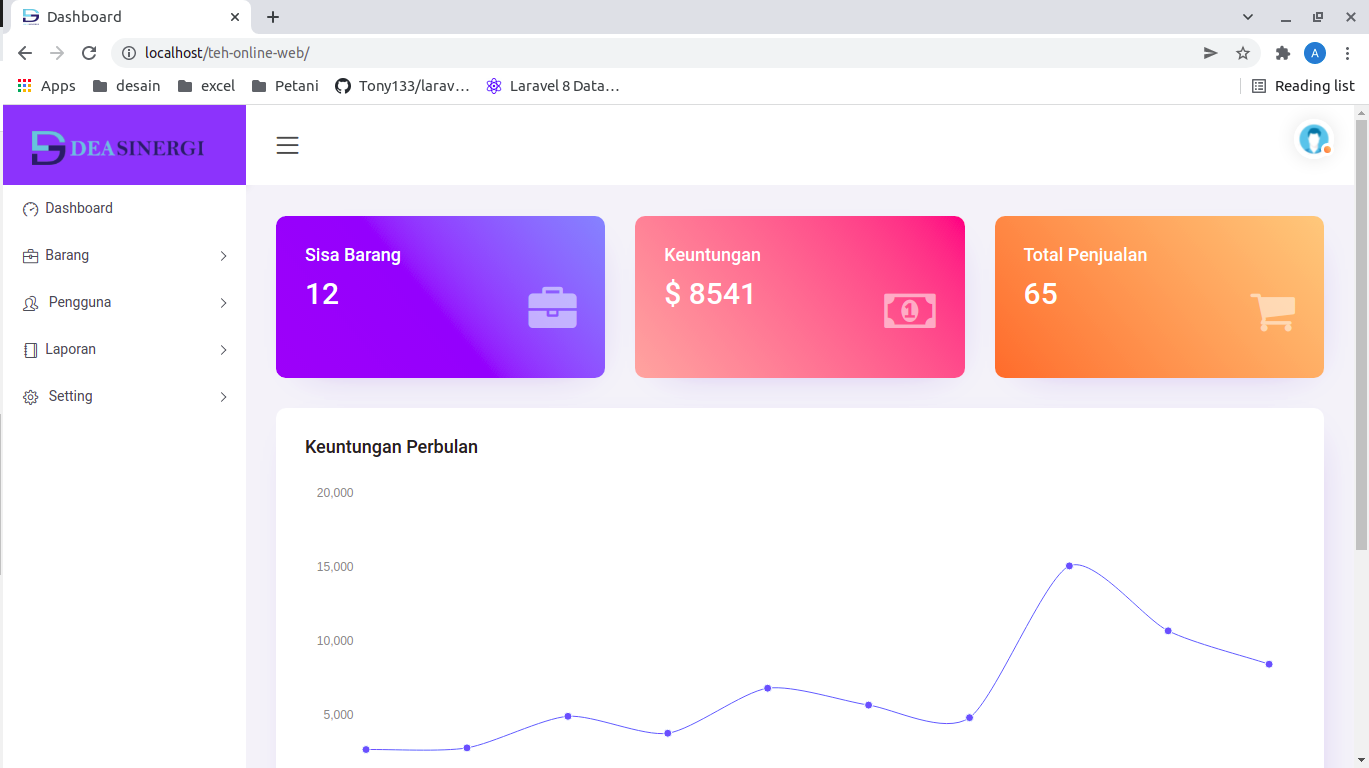 Dashboard
localhost/teh-online-web/
A
Apps
desain
excel
Petani
Tony133/larav...
Laravel 8 Data...
Reading list
DEASINERGI
Dashboard
Barang
Pengguna
Laporan
Setting
Sisa Barang
12
Keuntungan
$ 8541
1
Total Penjualan
65
Keuntungan Perbulan
20,000
15,000
10,000
5,000